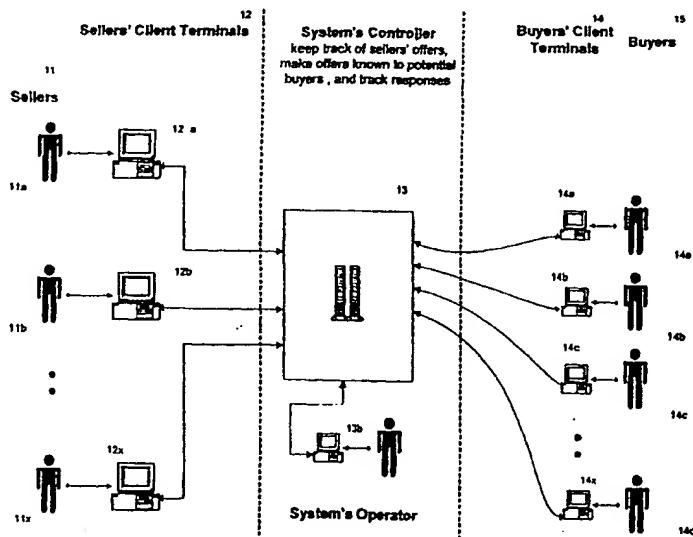 12
Sellers' Client Terminals
System's Controller
keep track of sellers' offers,
make offers known to potential
buyers , and track responses
14
Buyers' Client
Terminals
15
Buyers
11
Sellers
12 a
11a
13
14a
14a
12b
11b
14b
14b
14c
14c
12x
11x
13b
System's Operator
14x
14c